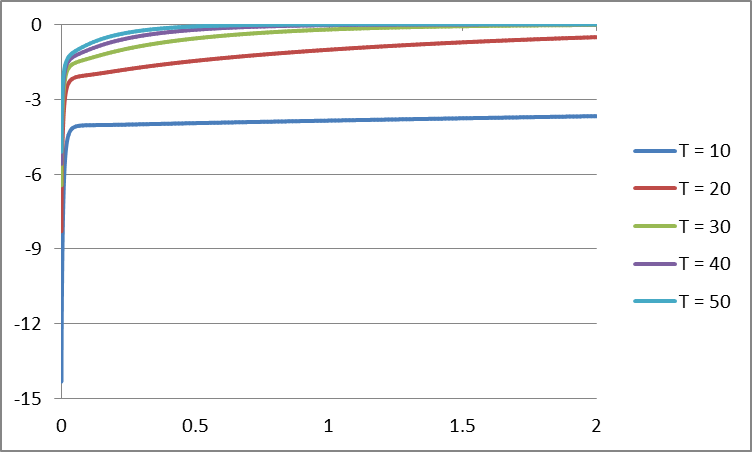 0
-3
-6
-9
-12
-15
0 0.5 1 1.5 2
T = 10
T = 20
T = 30
T = 40
T = 50